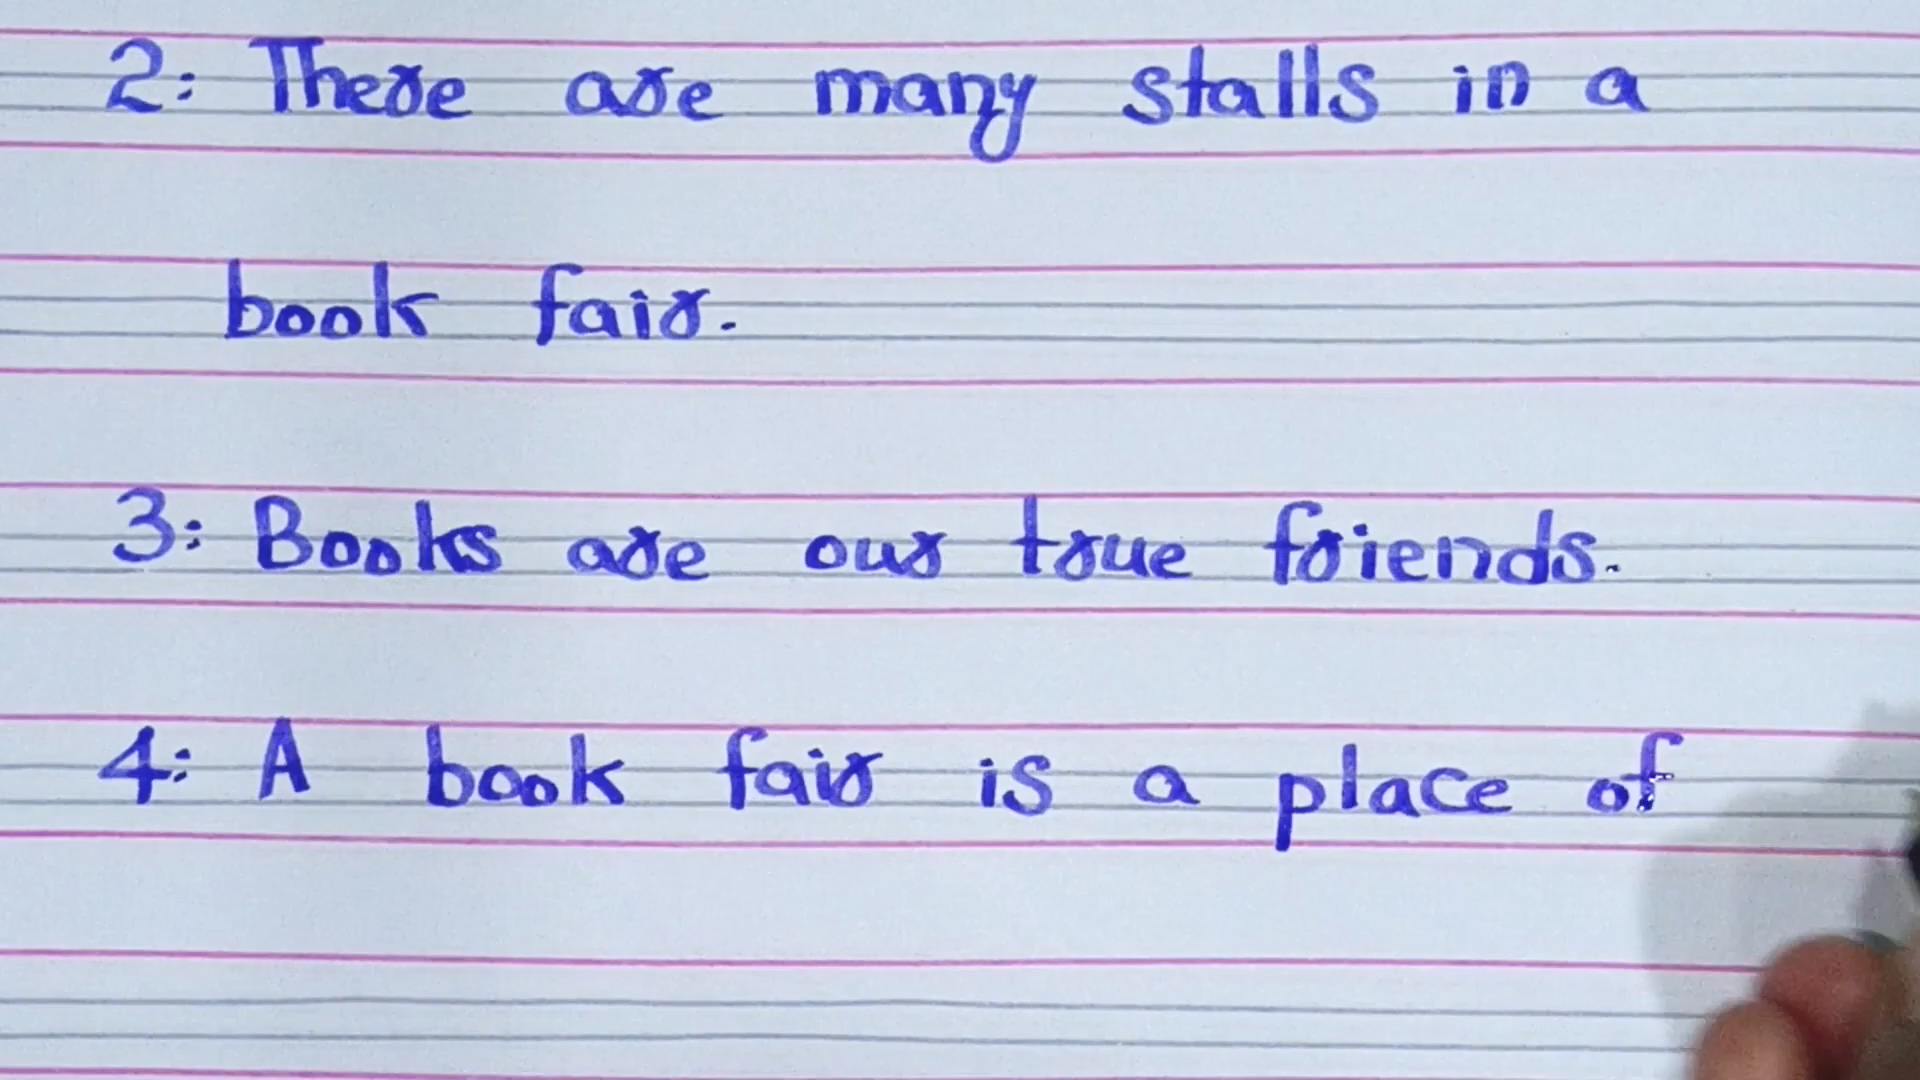 2: There are many stalls in a
book fair.
3: Books are our true friends.
4: A book fair is a place of